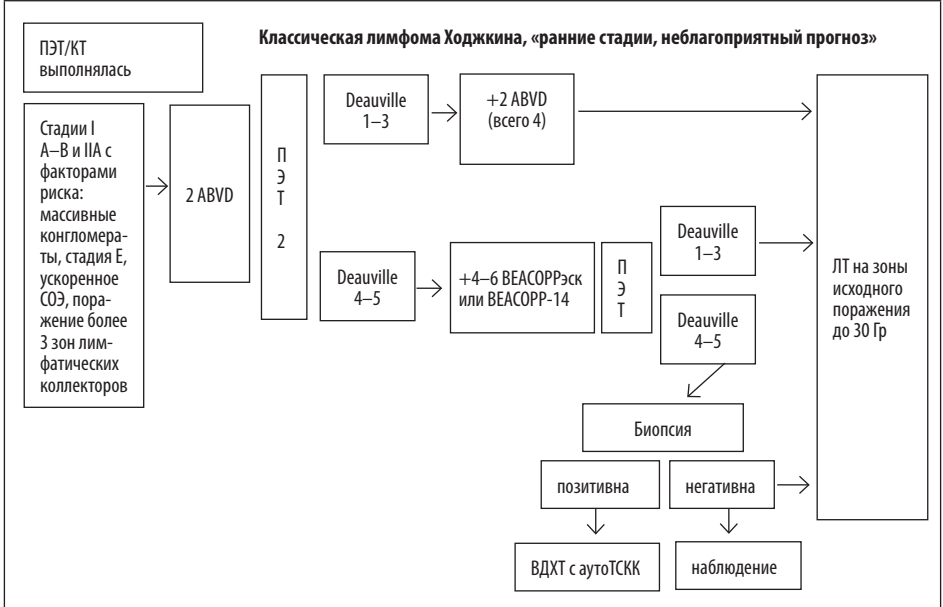 Классическая лимфома Ходжкина, «ранние стадии, неблагоприятный прогноз»
ПЭТ/КТ
выполнялась
Стадии I
А–В и IIА с
факторами
риска:
массивные
конгломера-
ты, стадия Е,
ускоренное
СОЭ, пора-
жение более
3 зон лим-
фатических
коллекторов
2 ABVD
П
Э
Т
2
Deauville
1–3
+2 ABVD
(всего 4)
Deauville
4–5
+4–6 BEACOPPэск
или BEACOPP-14
П
Э
Т
Deauville
1–3
Deauville
4–5
Биопсия
позитивна
негативна
ВДХТ с аутоТСКК
наблюдение
ЛТ на зоны
исходного
поражения
до 30 Гр